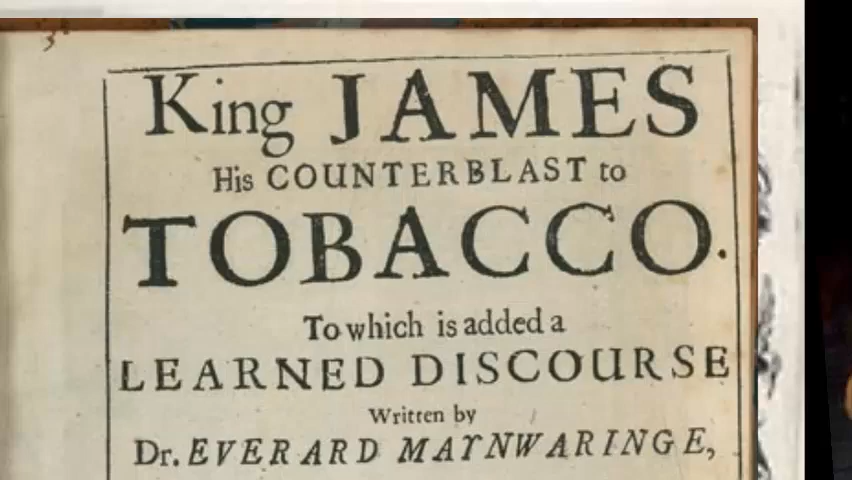 King JAMES
His COUNTERBLAST to
TOBACCO.
To which is added a
LEARNED DISCOURSE
Written by
Dr. EVERARD MAYNWARINGE,